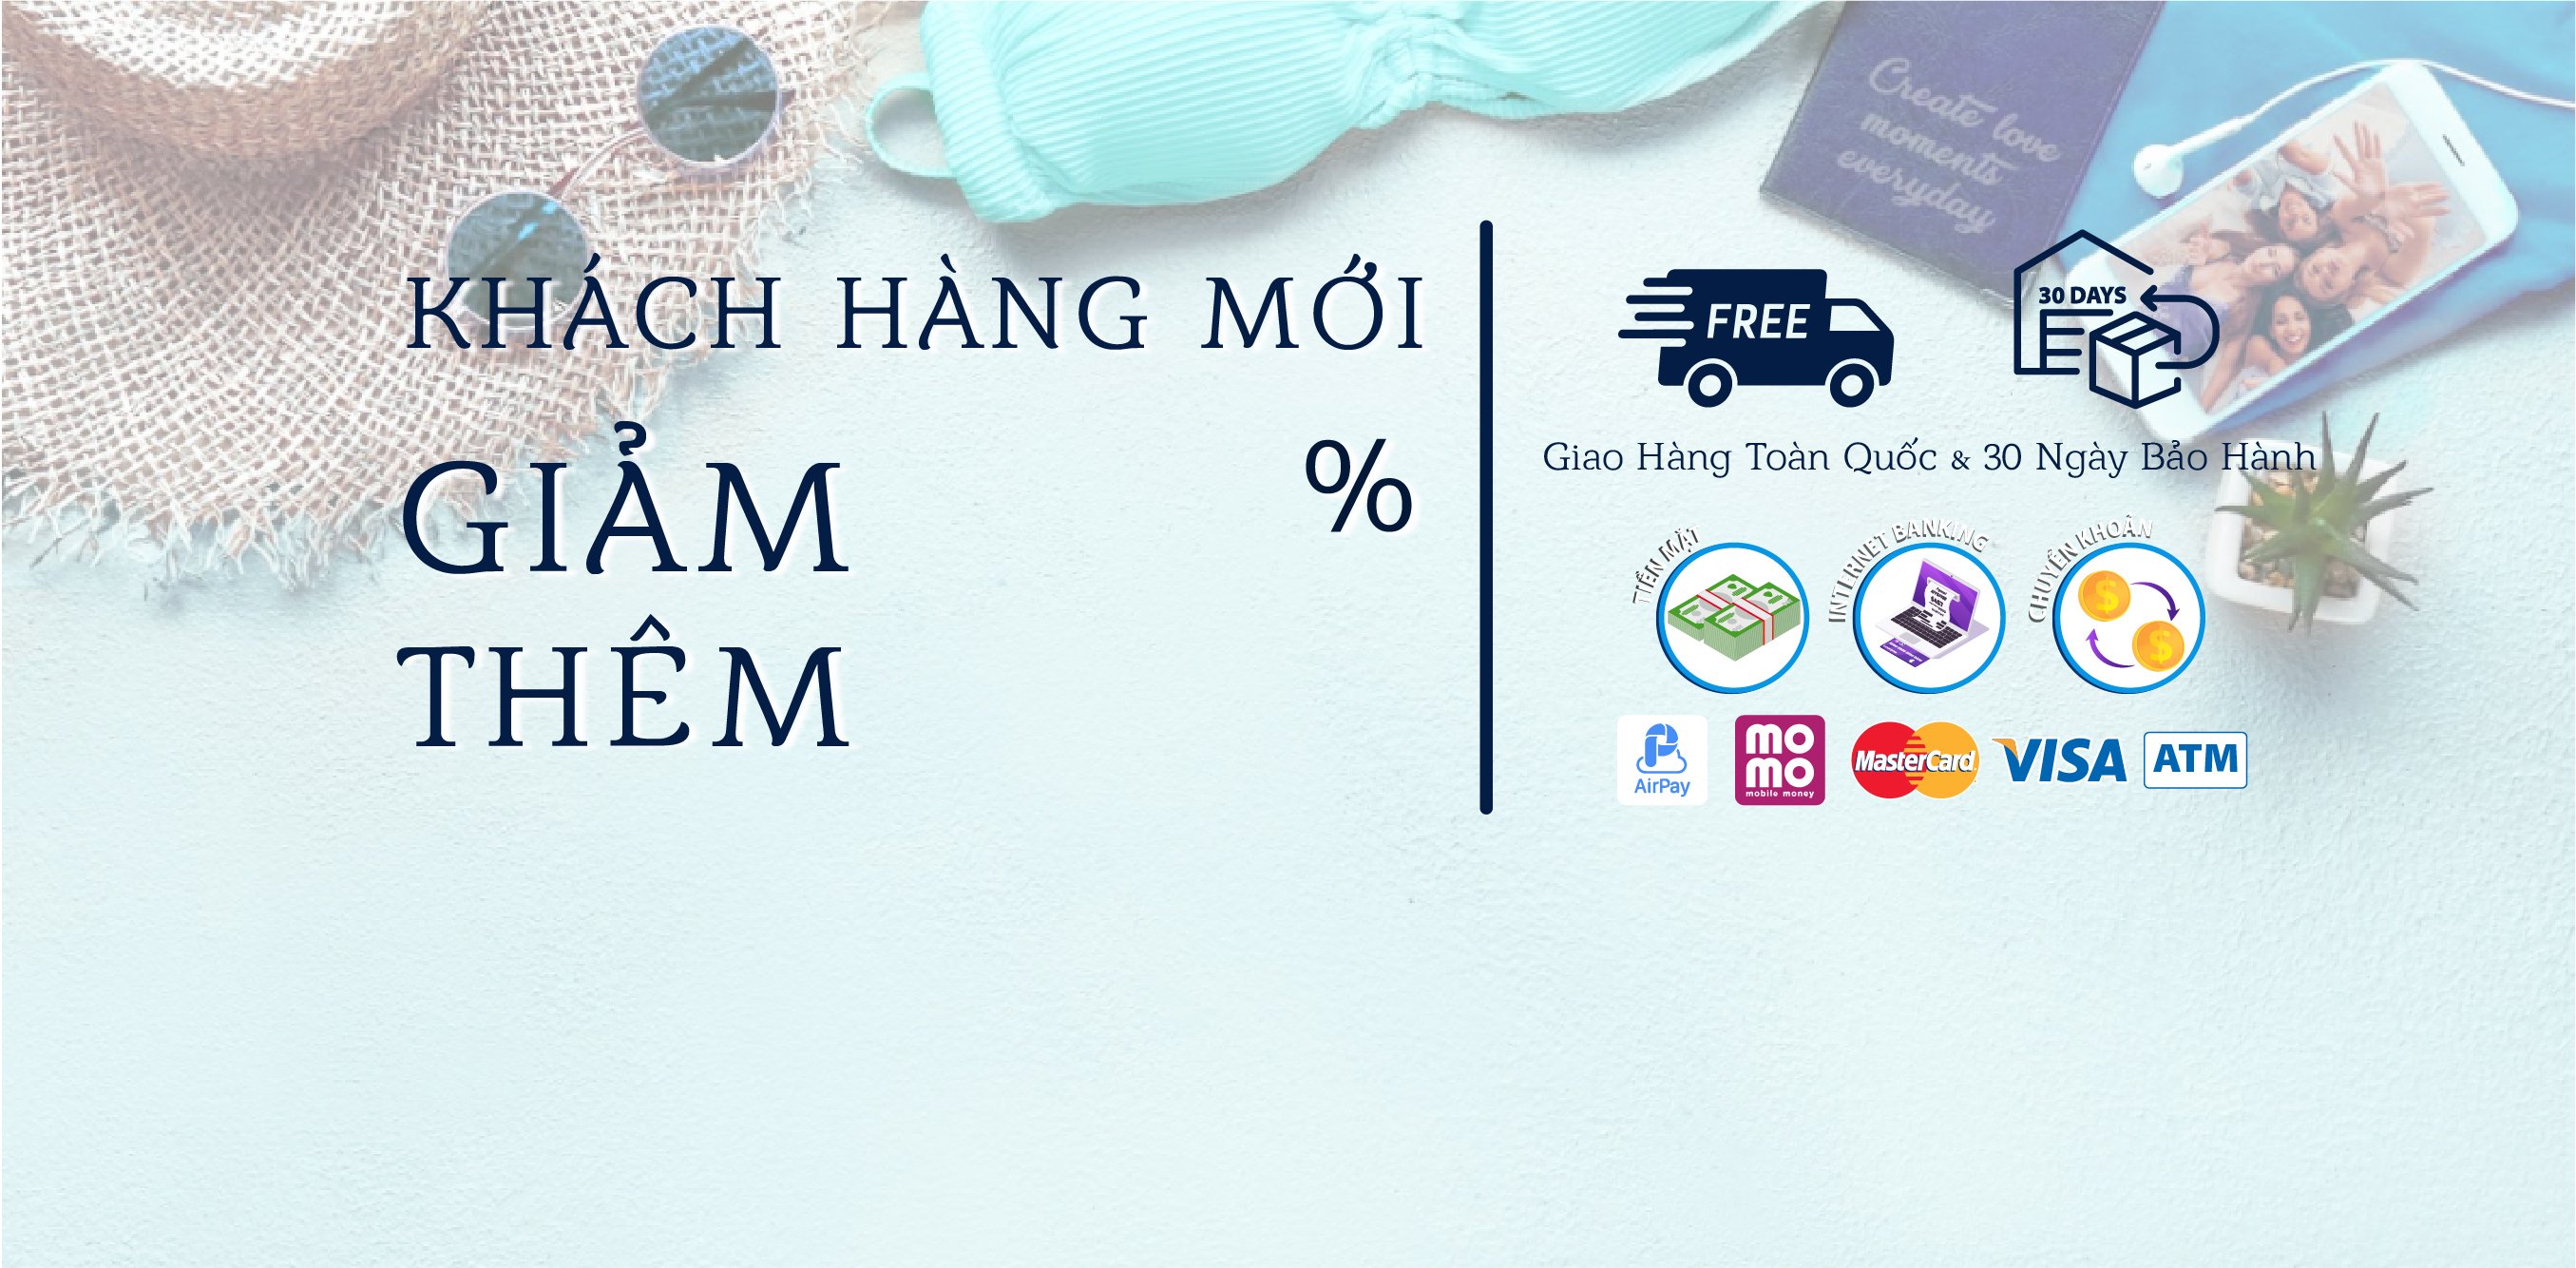 Create love
moments
everyday
KHÁCH HÀNG MỚI
GIẢM
THÊM
%
FREE
30 DAYS
Giao Hàng Toàn Quốc & 30 Ngày Bảo Hành
TIỀN MẶT
INTERNET BANKING
CHUYỂN KHOẢN
AirPay
mo
mo
mobile money
MasterCard
VISA
ATM